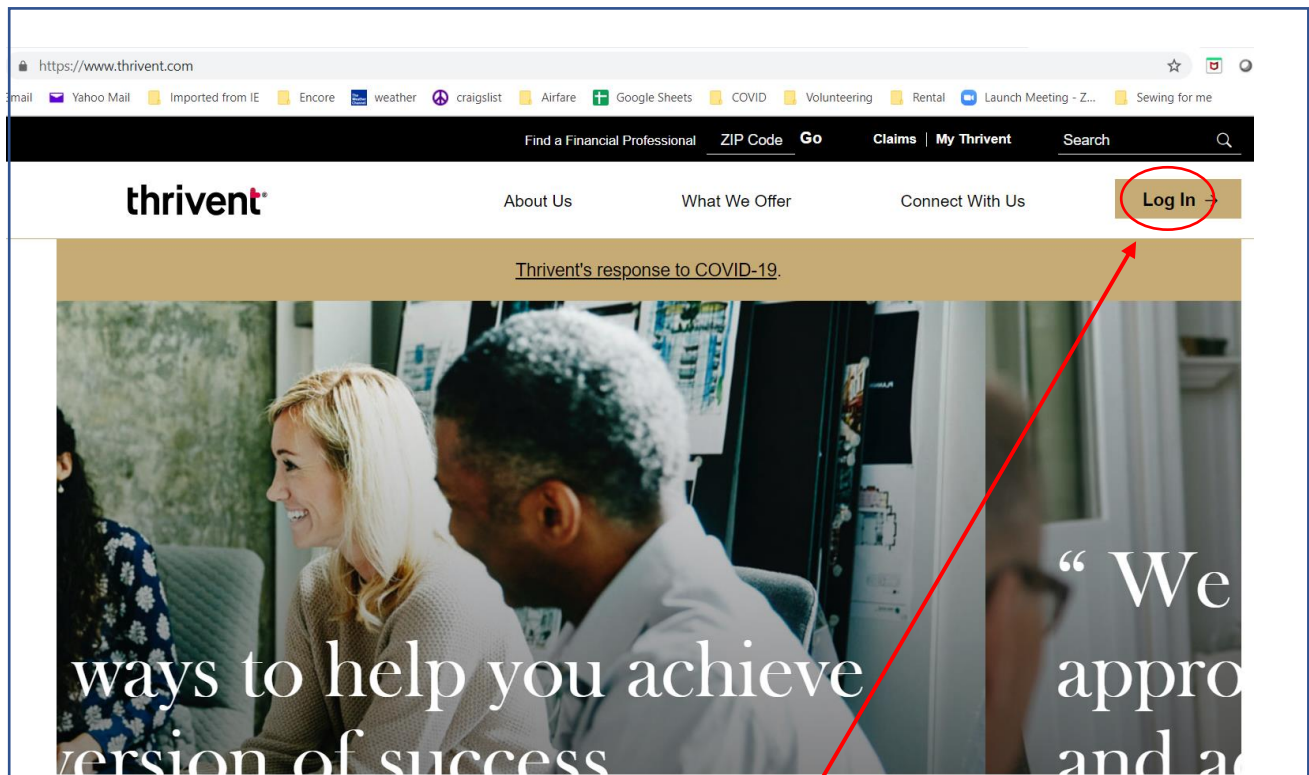 https://www.thrivent.com
Gmail Yahoo Mail Imported from IE Encore weather craigslist Airfare Google Sheets COVID Volunteering Rental Launch Meeting - Z... Sewing for me
Find a Financial Professional ZIP Code Go Claims | My Thrivent Search
thrivent® About Us What We Offer Connect With Us Log In →
Thrivent's response to COVID-19.
“ We
ways to help you achieve appro
version of success and ac